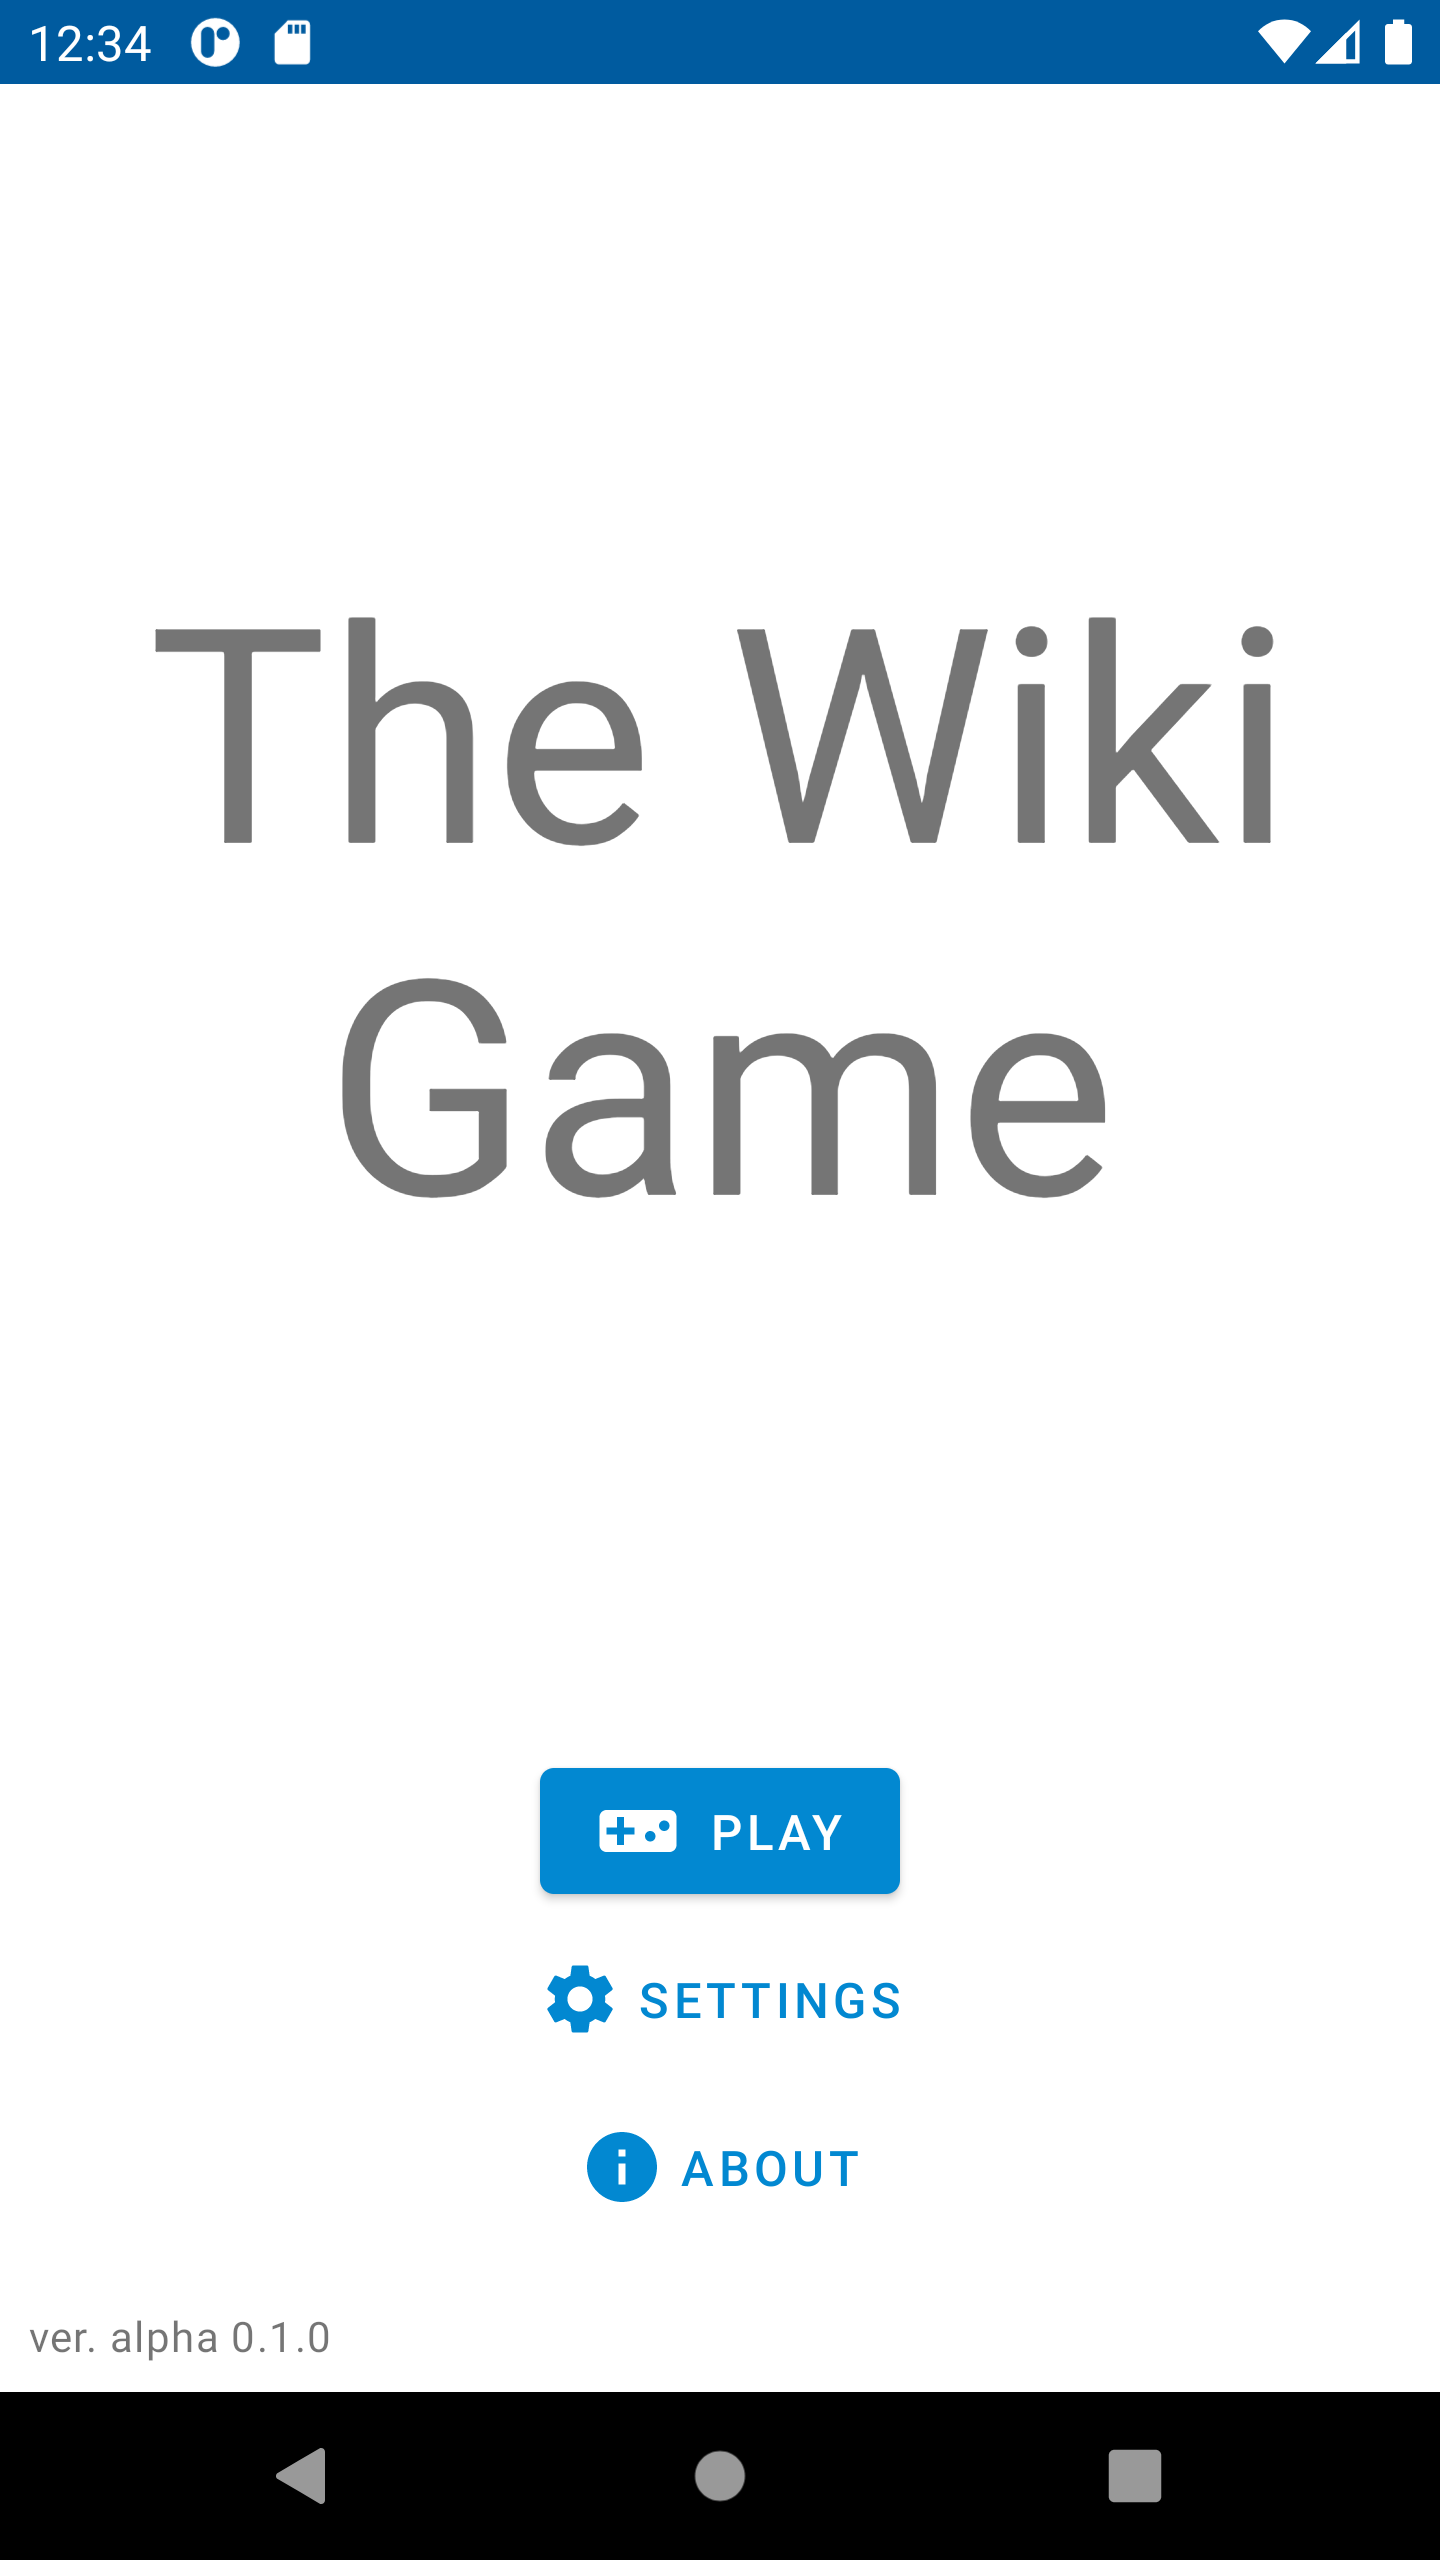 12:34
The Wiki
Game
PLAY
SETTINGS
ABOUT
ver. alpha 0.1.0